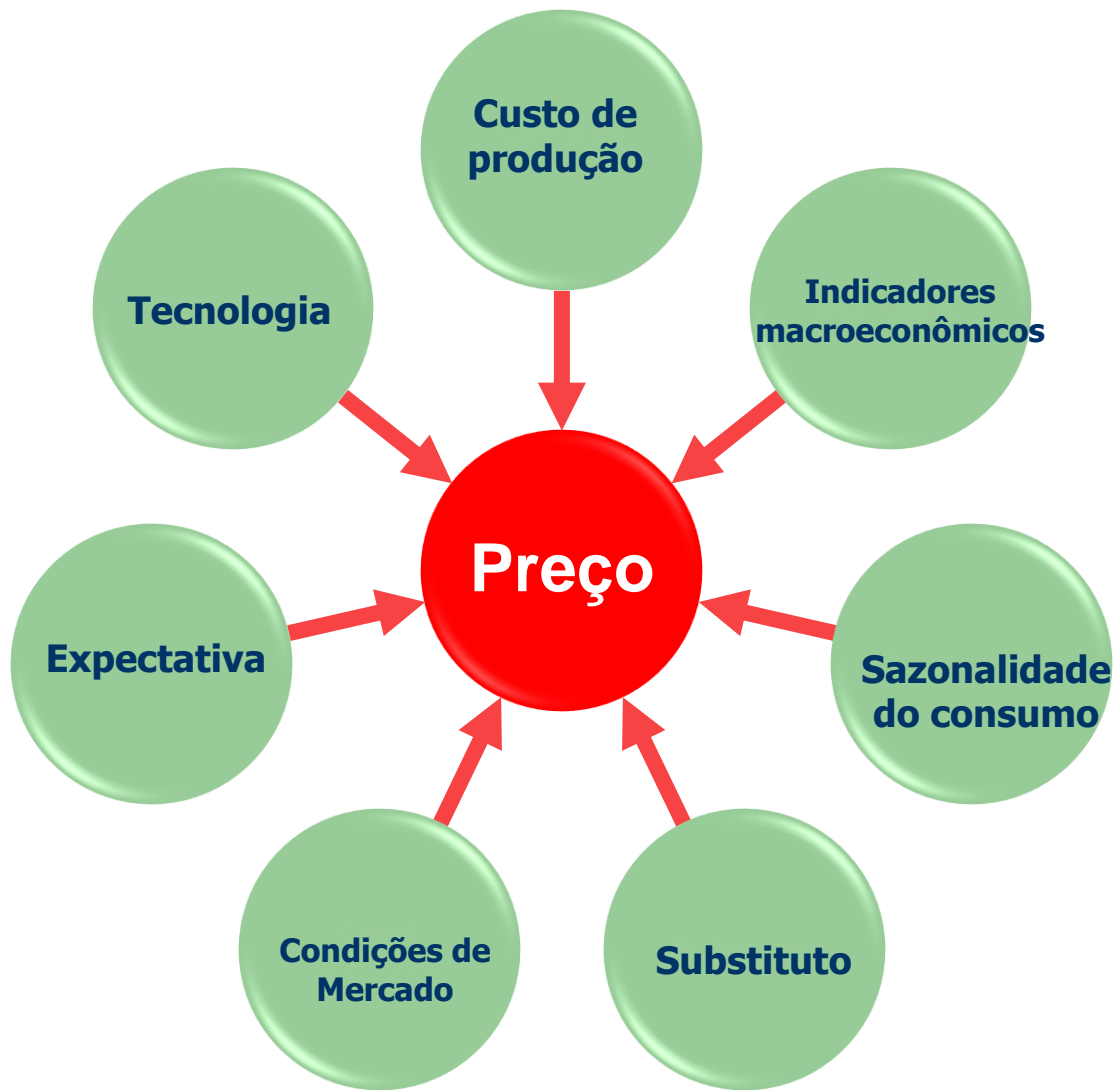 Custo de
produção
Tecnologia
Indicadores
macroeconômicos
Preço
Expectativa
Sazonalidade
do consumo
Condições de
Mercado
Substituto